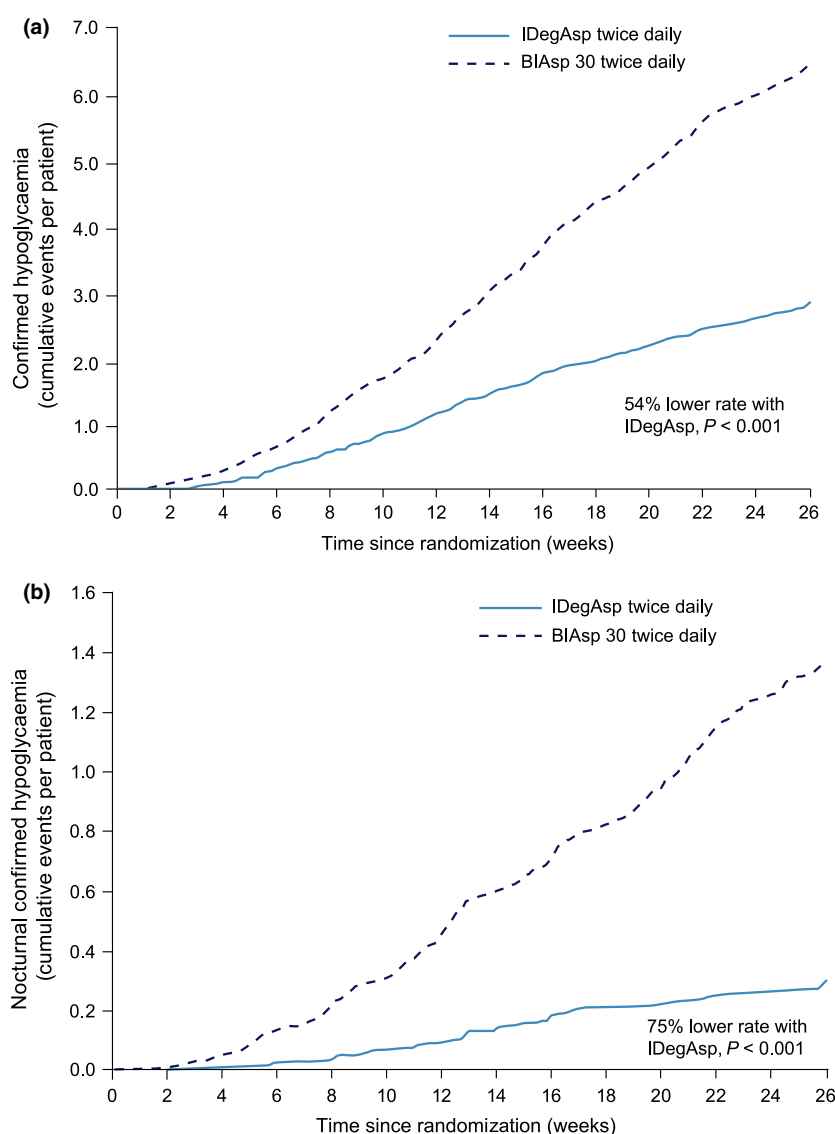 (a)
7.0
6.0
5.0
4.0
3.0
2.0
1.0
0.0
Confirmed hypoglycaemia
(cumulative events per patient)
IDegAsp twice daily
BIAsp 30 twice daily
54% lower rate with
IDegAsp, P < 0.001
0 2 4 6 8 10 12 14 16 18 20 22 24 26
Time since randomization (weeks)
(b)
1.6
1.4
1.2
1.0
0.8
0.6
0.4
0.2
0.0
Nocturnal confirmed hypoglycaemia
(cumulative events per patient)
IDegAsp twice daily
BIAsp 30 twice daily
75% lower rate with
IDegAsp, P < 0.001
0 2 4 6 8 10 12 14 16 18 20 22 24 26
Time since randomization (weeks)